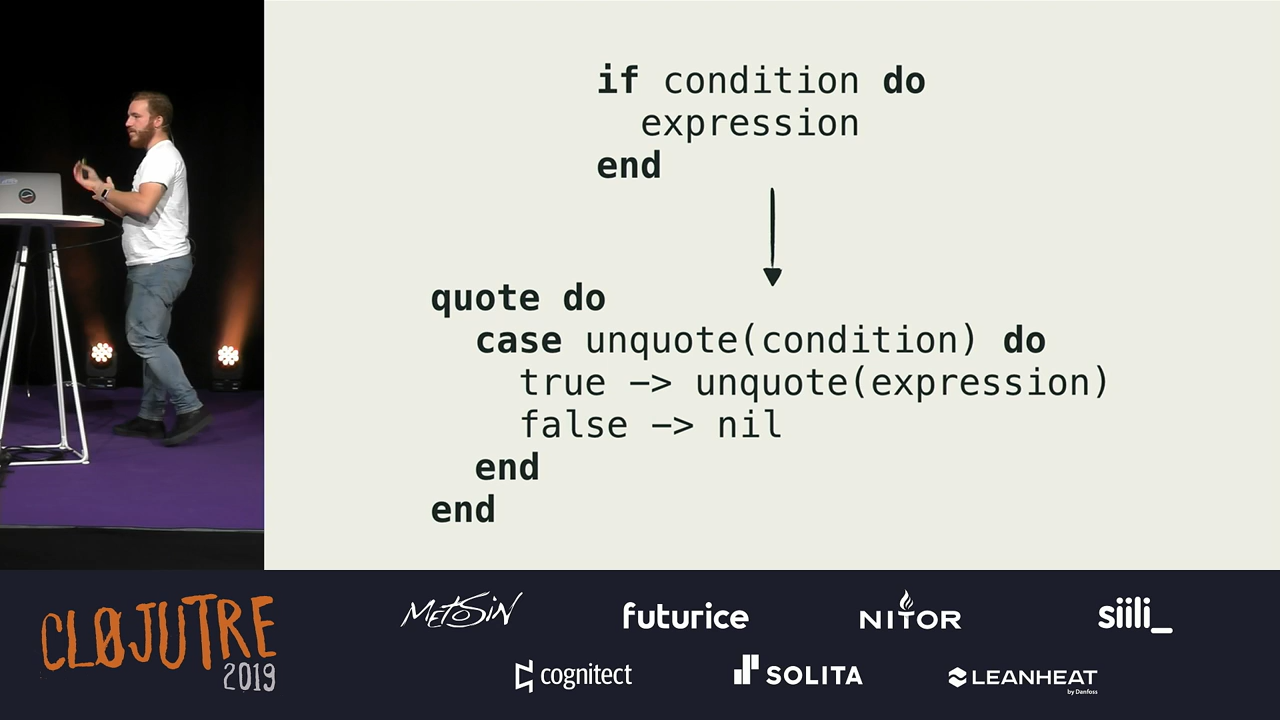 if condition do
  expression
end
quote do
  case unquote(condition) do
    true –> unquote(expression)
    false –> nil
  end
end
CLØJUTRE
2019
METOSIN
futurice
NITOR
siili_
cognitect
SOLITA
LEANHEAT
by Danfoss